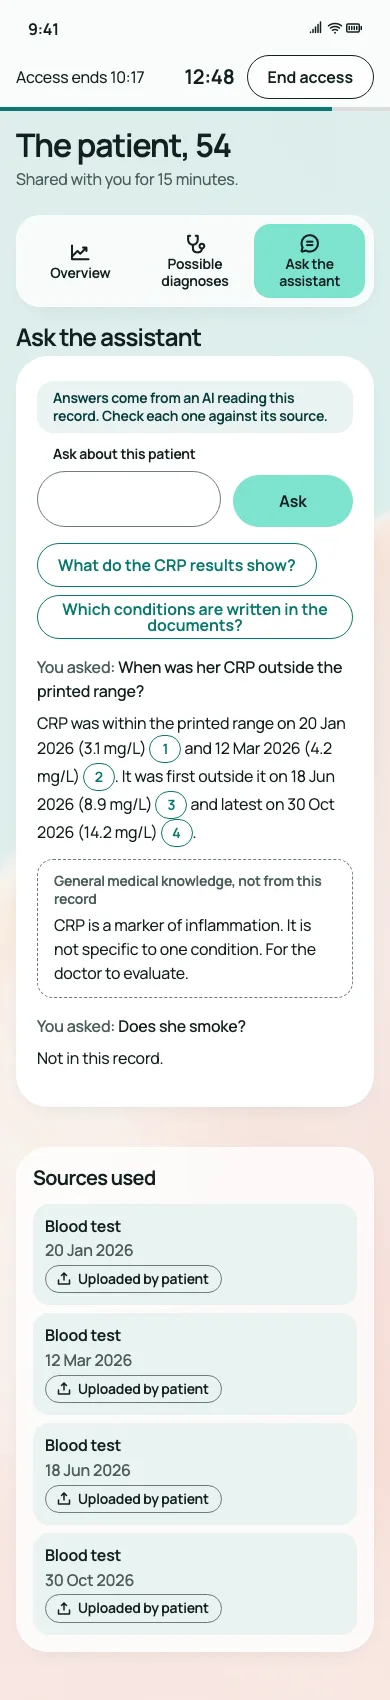 9:41
Access ends 10:17
12:48
End access
The patient, 54
Shared with you for 15 minutes.
Overview
Possible
diagnoses
Ask the
assistant
Ask the assistant
Answers come from an AI reading this
record. Check each one against its source.
Ask about this patient
Ask
What do the CRP results show?
Which conditions are written in the
documents?
You asked: When was her CRP outside the
printed range?
CRP was within the printed range on 20 Jan
2026 (3.1 mg/L) 1 and 12 Mar 2026 (4.2
mg/L) 2. It was first outside it on 18 Jun
2026 (8.9 mg/L) 3 and latest on 30 Oct
2026 (14.2 mg/L) 4.
General medical knowledge, not from this
record
CRP is a marker of inflammation. It is
not specific to one condition. For the
doctor to evaluate.
You asked: Does she smoke?
Not in this record.
Sources used
Blood test
20 Jan 2026
Uploaded by patient
Blood test
12 Mar 2026
Uploaded by patient
Blood test
18 Jun 2026
Uploaded by patient
Blood test
30 Oct 2026
Uploaded by patient